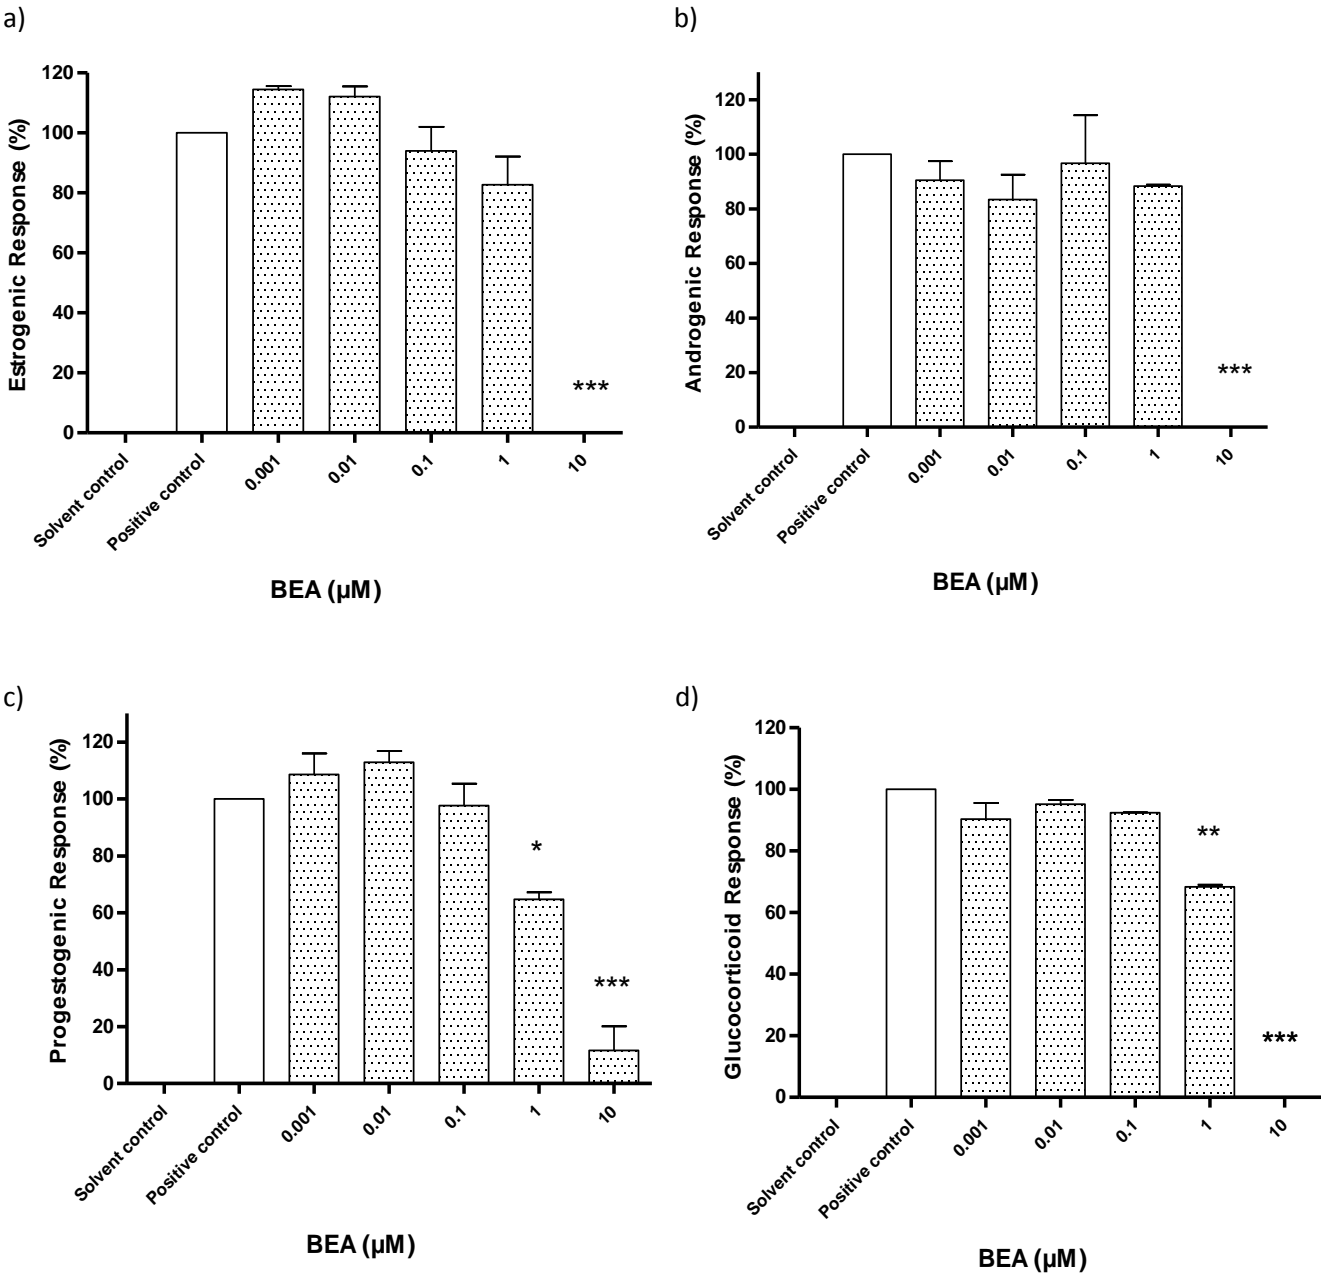 a)
Estrogenic Response (%)
120
100
80
60
40
20
0
***
Solvent control
Positive control
0.001
0.01
0.1
1
10
BEA (µM)
b)
Androgenic Response (%)
120
100
80
60
40
20
0
***
Solvent control
Positive control
0.001
0.01
0.1
1
10
BEA (µM)
c)
Progestogenic Response (%)
120
100
80
60
40
20
0
*
***
Solvent control
Positive control
0.001
0.01
0.1
1
10
BEA (µM)
d)
Glucocorticoid Response (%)
120
100
80
60
40
20
0
**
***
Solvent control
Positive control
0.001
0.01
0.1
1
10
BEA (µM)